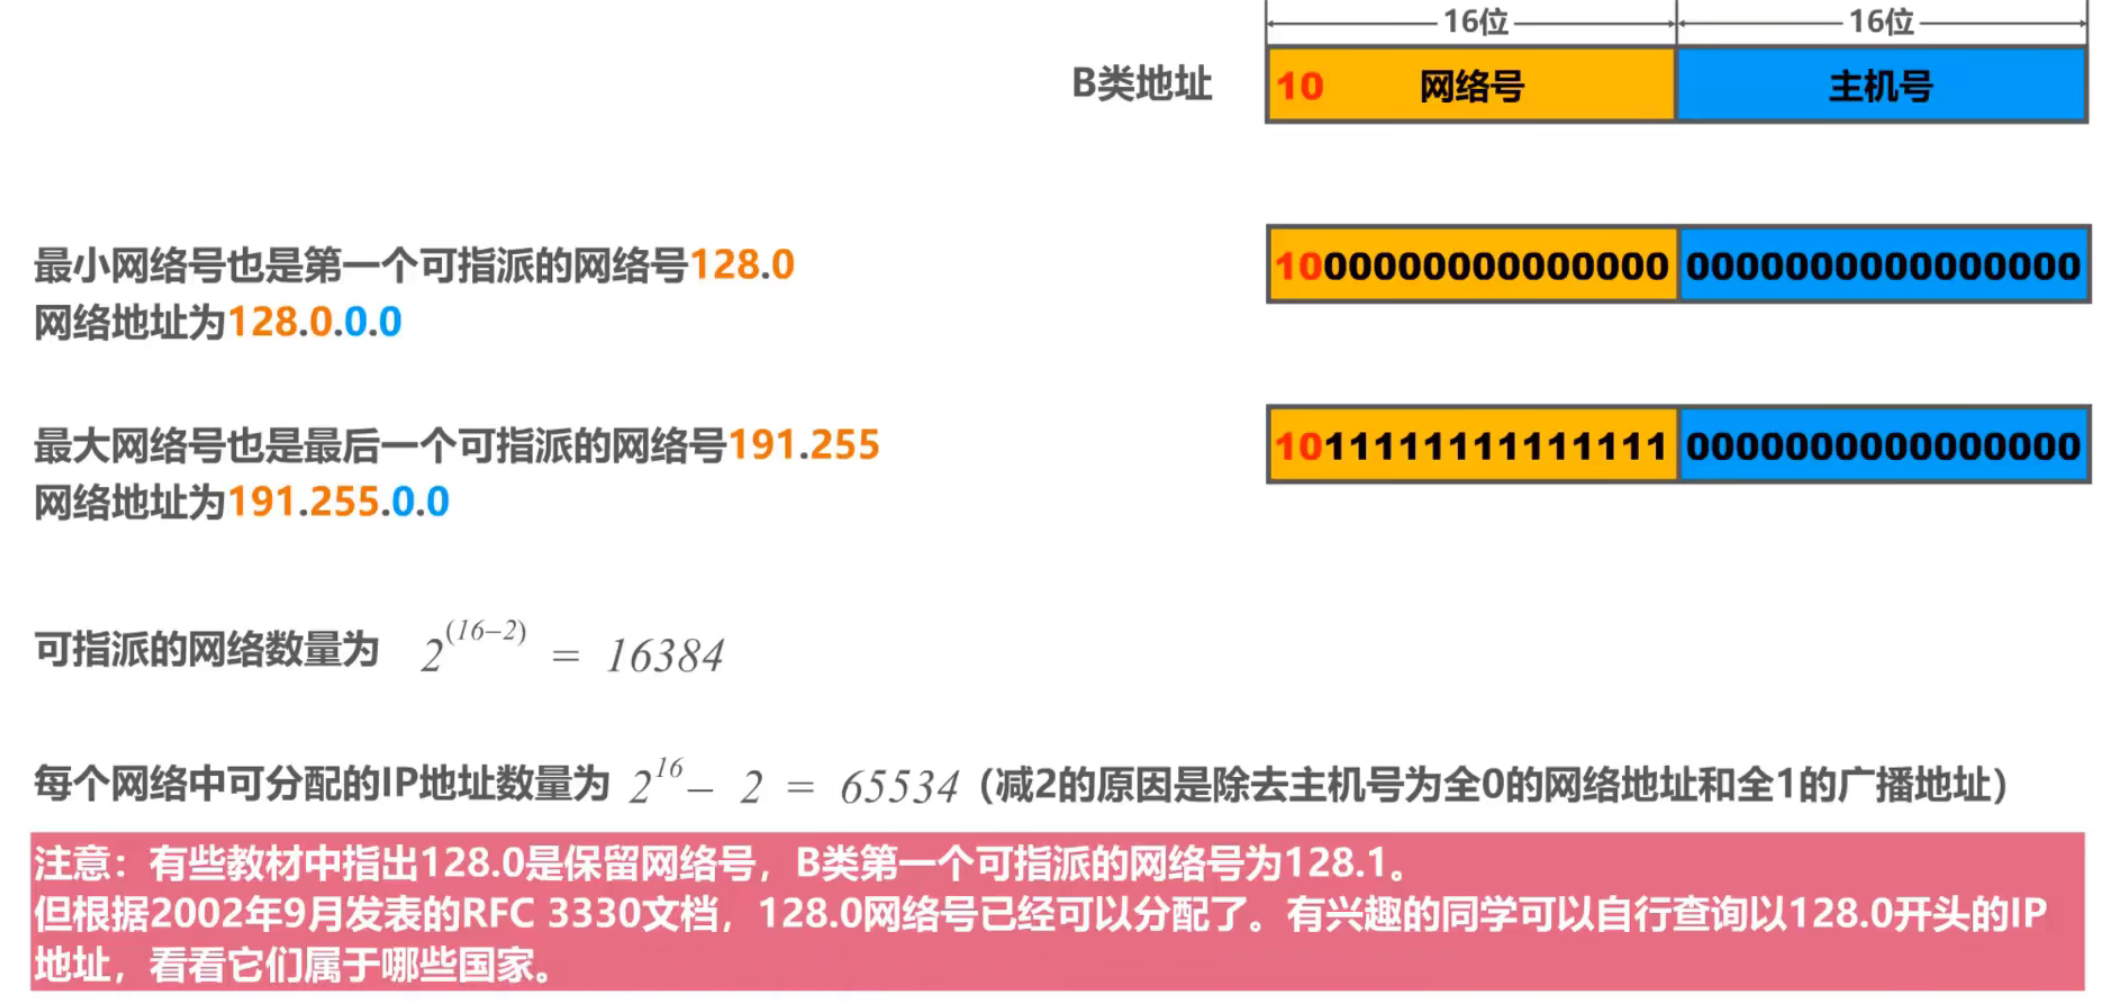 16位 16位
B类地址 10 网络号 主机号
最小网络号也是第一个可指派的网络号128.0
网络地址为128.0.0.0
1000000000000000 0000000000000000
最大网络号也是最后一个可指派的网络号191.255
网络地址为191.255.0.0
1011111111111111 0000000000000000
可指派的网络数量为 2^(16-2) = 16384
每个网络中可分配的IP地址数量为 2^16 - 2 = 65534（减2的原因是除去主机号为全0的网络地址和全1的广播地址）
注意：有些教材中指出128.0是保留网络号，B类第一个可指派的网络号为128.1。
但根据2002年9月发表的RFC 3330文档，128.0网络号已经可以分配了。有兴趣的同学可以自行查询以128.0开头的IP
地址，看看它们属于哪些国家。